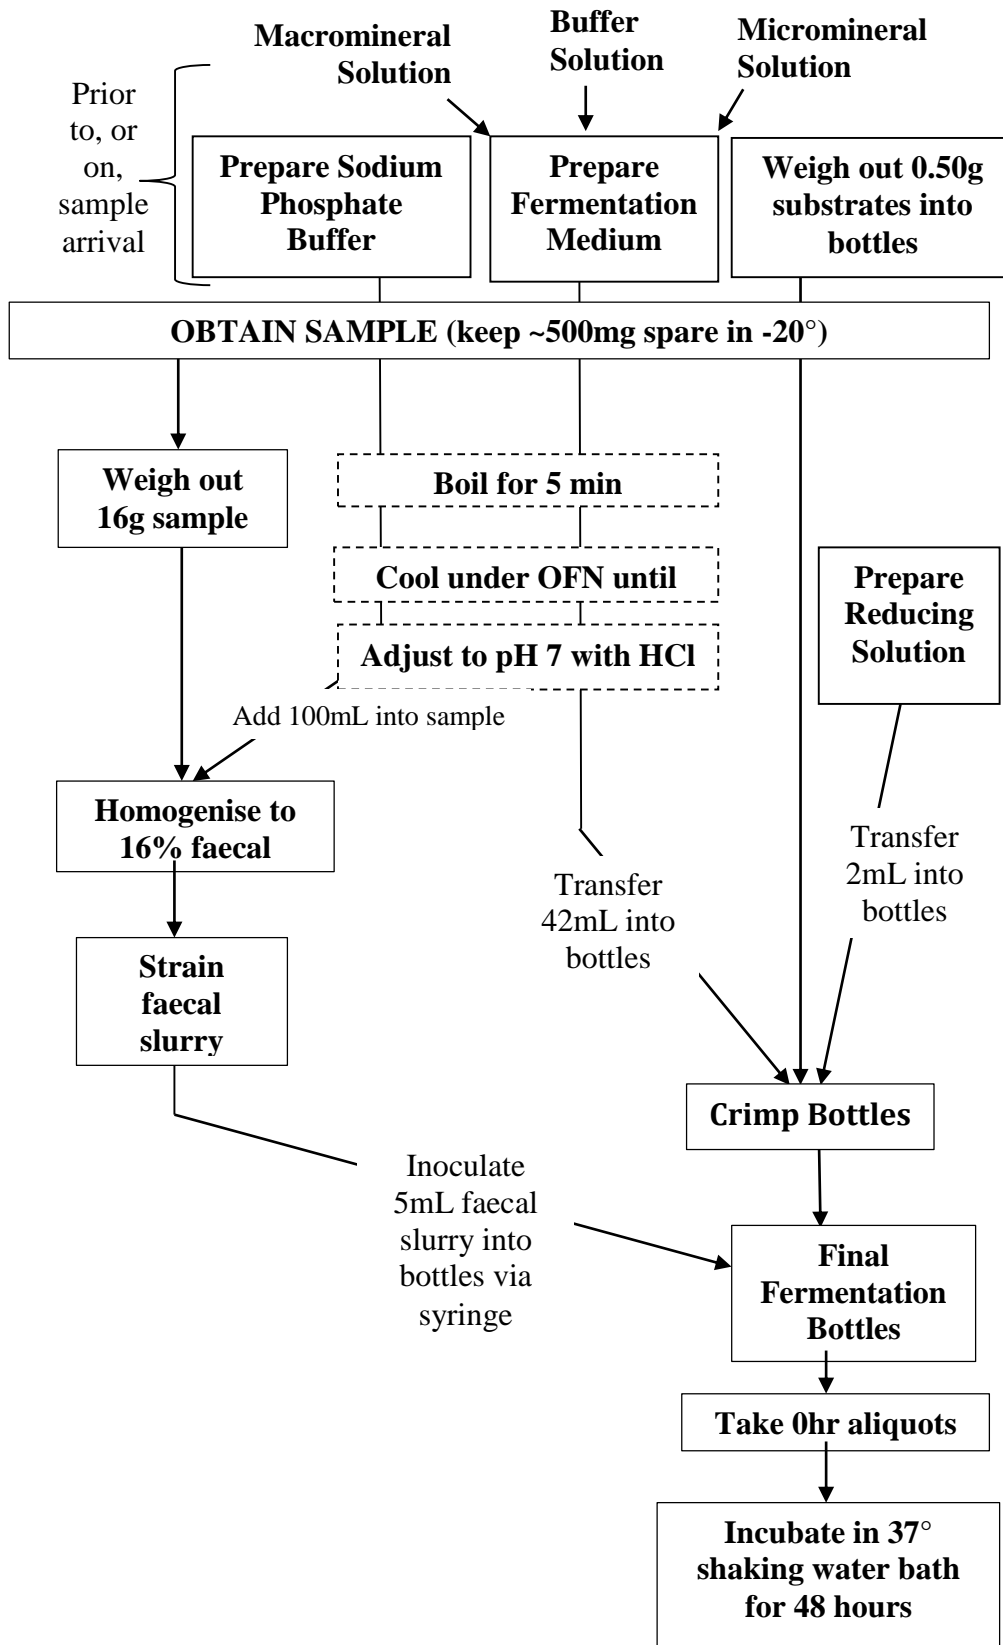 Macromineral
Solution
Buffer
Solution
Micromineral
Solution
Prior
to, or
on,
sample
arrival
Prepare Sodium
Phosphate
Buffer
Prepare
Fermentation
Medium
Weigh out 0.50g
substrates into
bottles
OBTAIN SAMPLE (keep ~500mg spare in -20°)
Weigh out
16g sample
Boil for 5 min
Cool under OFN until
Adjust to pH 7 with HCl
Prepare
Reducing
Solution
Add 100mL into sample
Homogenise to
16% faecal
Transfer
42mL into
bottles
Transfer
2mL into
bottles
Strain
faecal
slurry
Crimp Bottles
Inoculate
5mL faecal
slurry into
bottles via
syringe
Final
Fermentation
Bottles
Take 0hr aliquots
Incubate in 37°
shaking water bath
for 48 hours